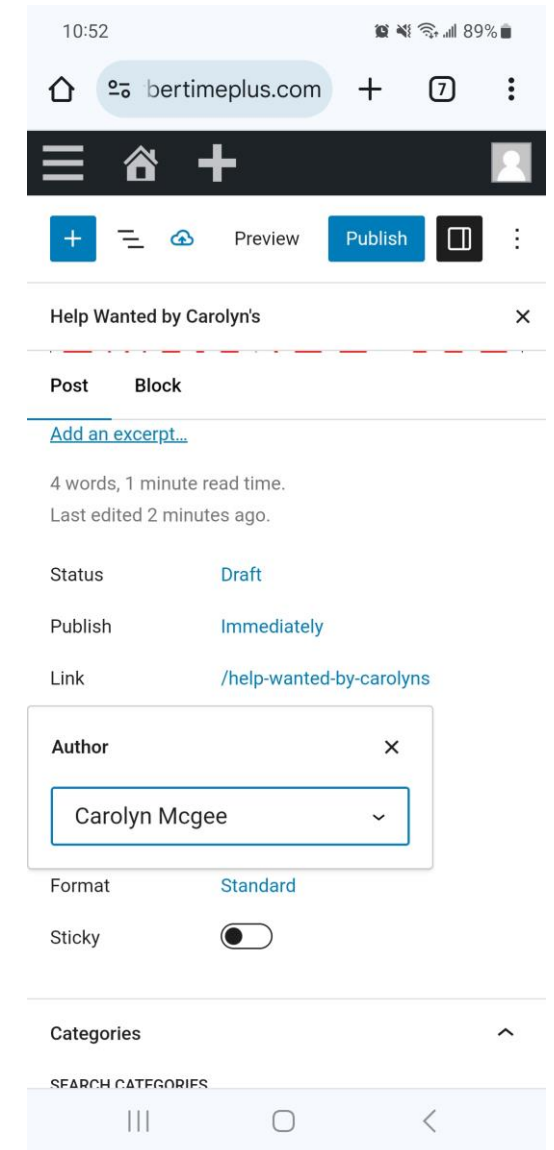 10:52 89%
bertimeplus.com 7
Preview Publish
Help Wanted by Carolyn's
Post Block
Add an excerpt...
4 words, 1 minute read time.
Last edited 2 minutes ago.
Status Draft
Publish Immediately
Link /help-wanted-by-carolyns
Author
Carolyn Mcgee
Format Standard
Sticky
Categories
SEARCH CATEGORIES